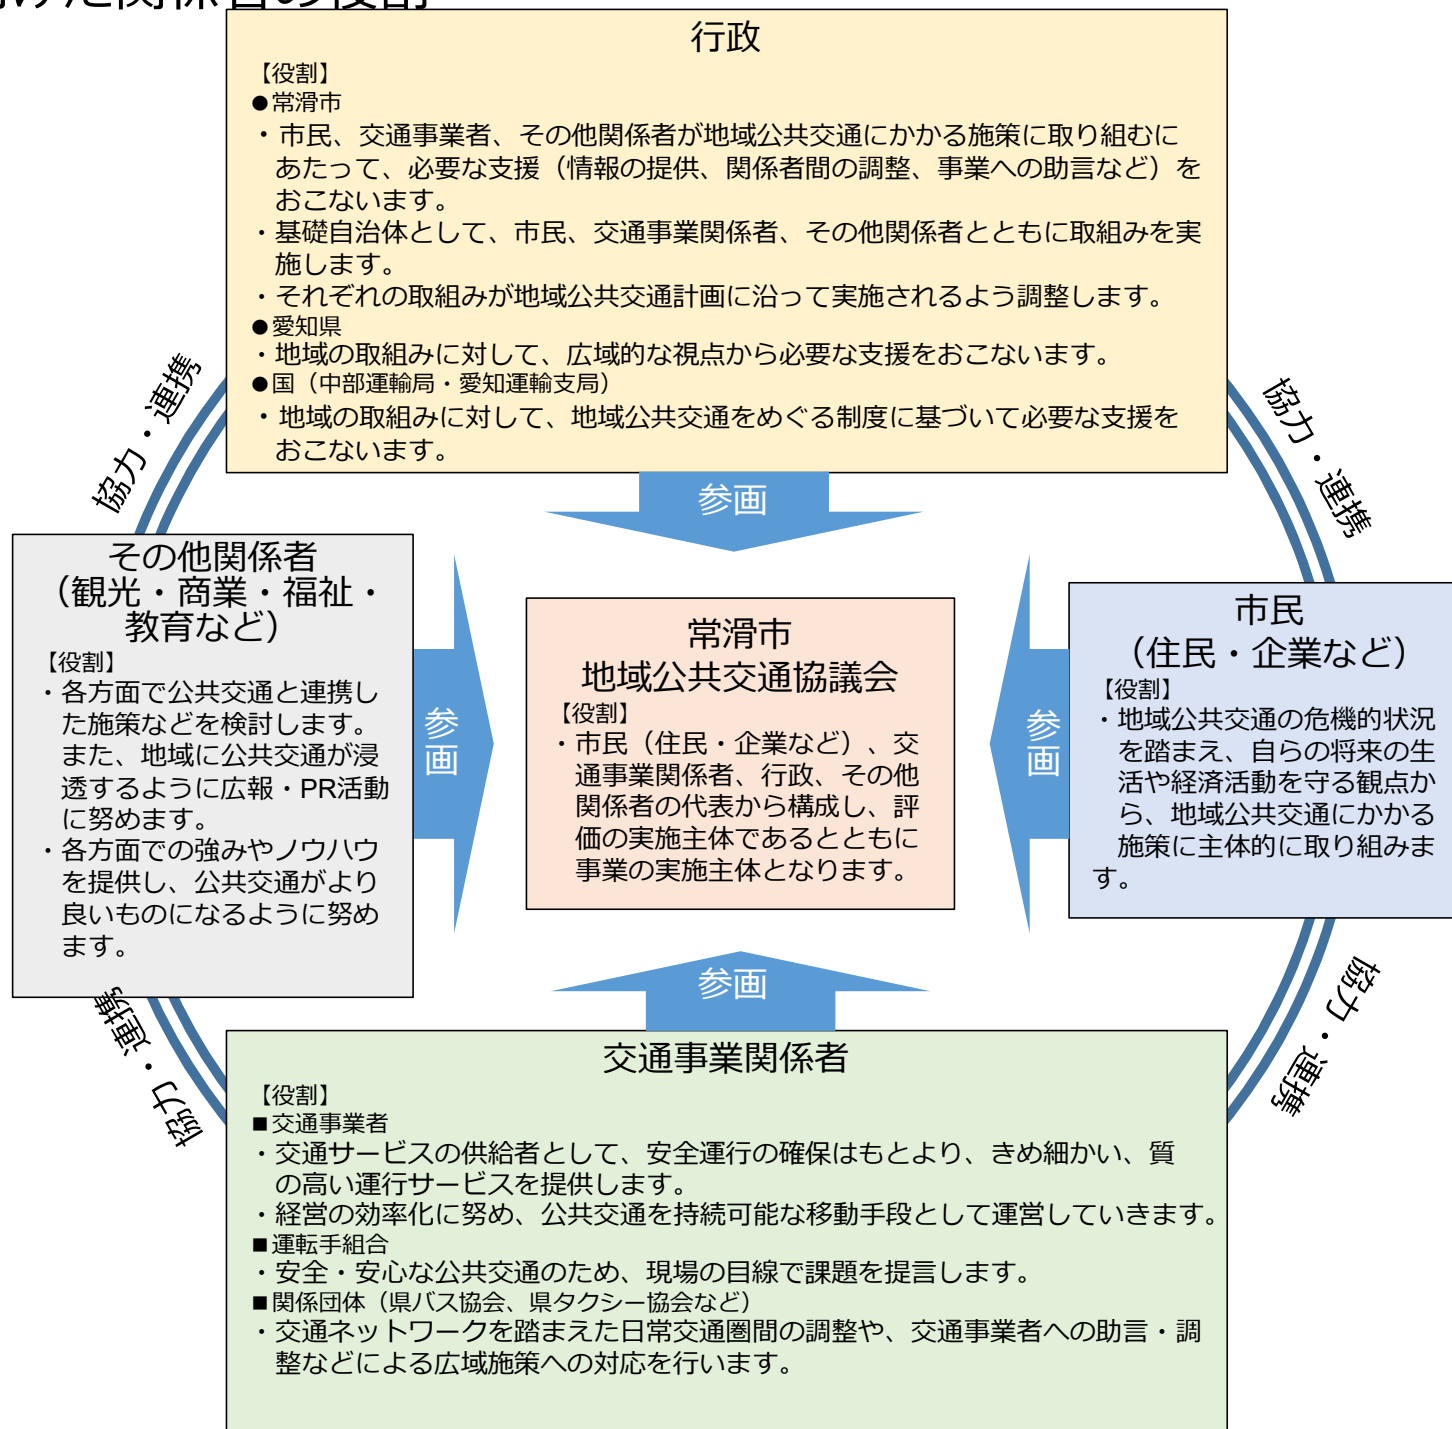 関係者の役割
行政
【役割】
●常滑市
・市民、交通事業者、その他関係者が地域公共交通にかかる施策に取り組むに
あたって、必要な支援（情報の提供、関係者間の調整、事業への助言など）を
おこないます。
・基礎自治体として、市民、交通事業関係者、その他関係者とともに取組みを実
施します。
・それぞれの取組みが地域公共交通計画に沿って実施されるよう調整します。
●愛知県
・地域の取組みに対して、広域的な視点から必要な支援をおこないます。
●国（中部運輸局・愛知運輸支局）
・地域の取組みに対して、地域公共交通をめぐる制度に基づいて必要な支援を
おこないます。
協力・連携
協力・連携
参画
その他関係者
（観光・商業・福祉・
教育など）
【役割】
・各方面で公共交通と連携し
た施策などを検討します。
また、地域に公共交通が浸
透するように広報・PR活動
に努めます。
・各方面での強みやノウハウ
を提供し、公共交通がより
良いものになるように努め
ます。
参画
常滑市
地域公共交通協議会
【役割】
・市民（住民・企業など）、交
通事業関係者、行政、その他
関係者の代表から構成し、評
価の実施主体であるとともに
事業の実施主体となります。
参画
市民
（住民・企業など）
【役割】
・地域公共交通の危機的状況
を踏まえ、自らの将来の生
活や経済活動を守る観点か
ら、地域公共交通にかかる
施策に主体的に取り組みま
す。
参画
協力・連携
協力・連携
交通事業関係者
【役割】
■交通事業者
・交通サービスの供給者として、安全運行の確保はもとより、きめ細かい、質
の高い運行サービスを提供します。
・経営の効率化に努め、公共交通を持続可能な移動手段として運営していきます。
■運転手組合
・安全・安心な公共交通のため、現場の目線で課題を提言します。
■関係団体（県バス協会、県タクシー協会など）
・交通ネットワークを踏まえた日常交通圏間の調整や、交通事業者への助言・調
整などによる広域施策への対応を行います。